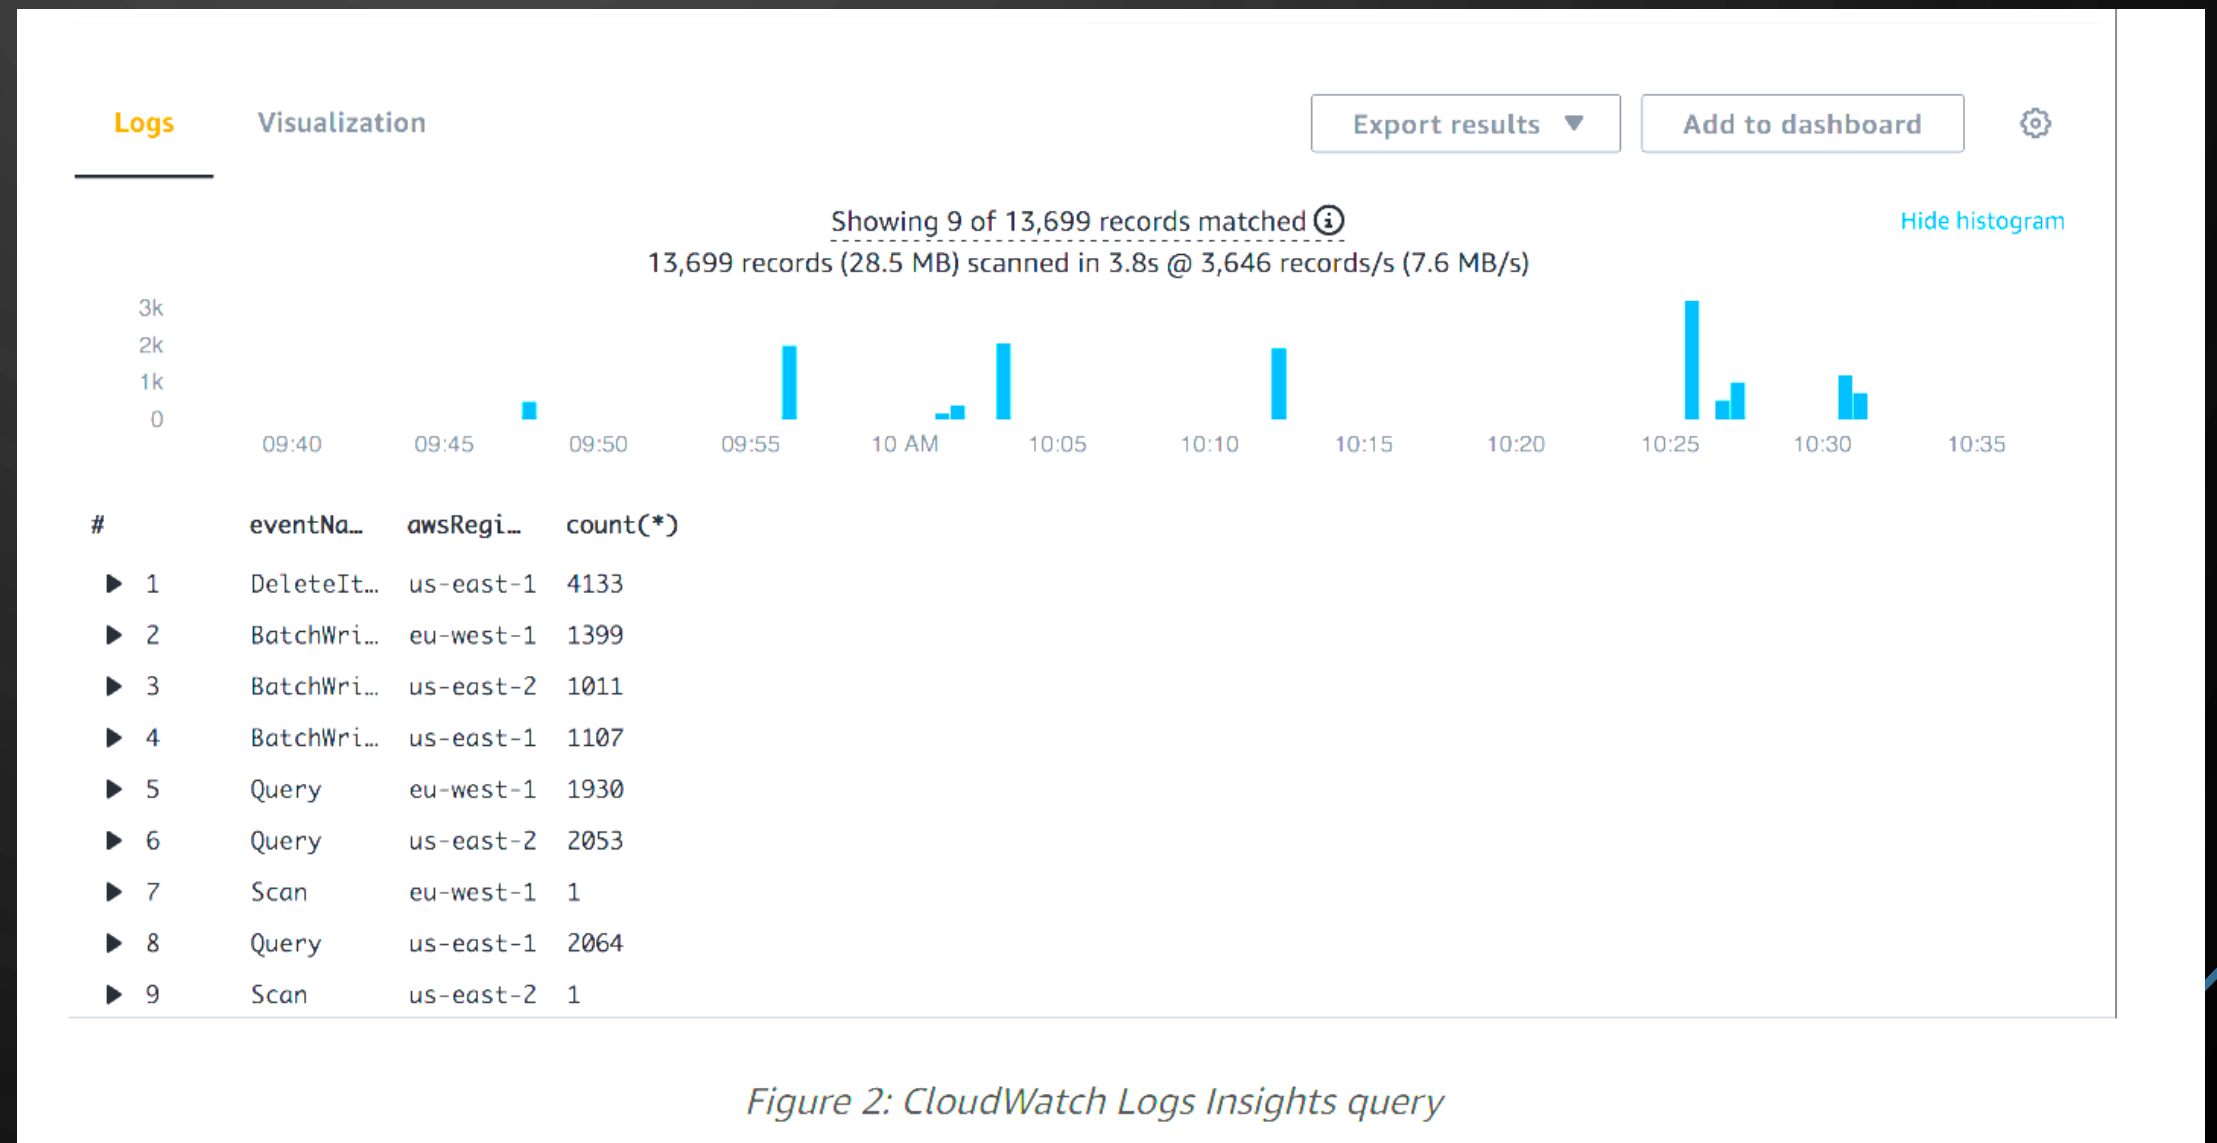 Logs Visualization Export results Add to dashboard
Showing 9 of 13,699 records matched
Hide histogram
13,699 records (28.5 MB) scanned in 3.8s @ 3,646 records/s (7.6 MB/s)
3k
2k
1k
0
09:40 09:45 09:50 09:55 10 AM 10:05 10:10 10:15 10:20 10:25 10:30 10:35
# eventNa… awsRegi… count(*)
1 DeleteIt… us-east-1 4133
2 BatchWri… eu-west-1 1399
3 BatchWri… us-east-2 1011
4 BatchWri… us-east-1 1107
5 Query eu-west-1 1930
6 Query us-east-2 2053
7 Scan eu-west-1 1
8 Query us-east-1 2064
9 Scan us-east-2 1
Figure 2: CloudWatch Logs Insights query